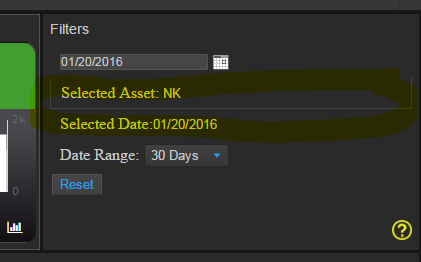 Filters
01/20/2016
Selected Asset: NK
2k
Selected Date:01/20/2016
Date Range: 30 Days
0
Reset
?